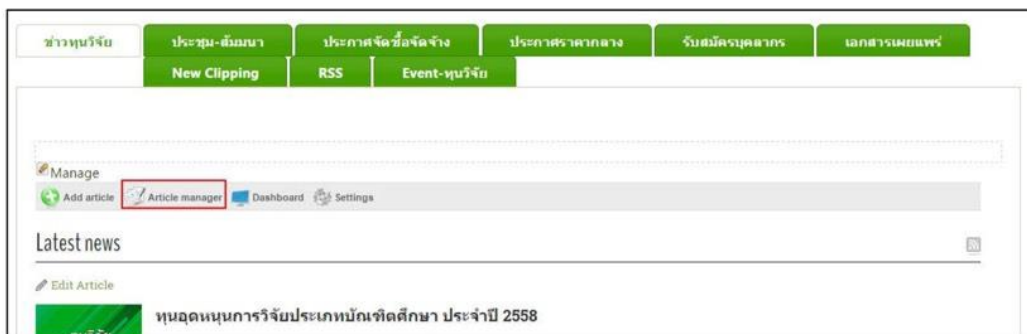 ข่าวทุนวิจัย ประชุม-สัมมนา ประกาศจัดซื้อจัดจ้าง ประกาศราคากลาง รับสมัครบุคลากร เอกสารเผยแพร่
New Clipping RSS Event-ทุนวิจัย
Manage
Add article Article manager Dashboard Settings
Latest news
Edit Article
ทุนอุดหนุนการวิจัยประเภทบัณฑิตศึกษา ประจำปี 2558